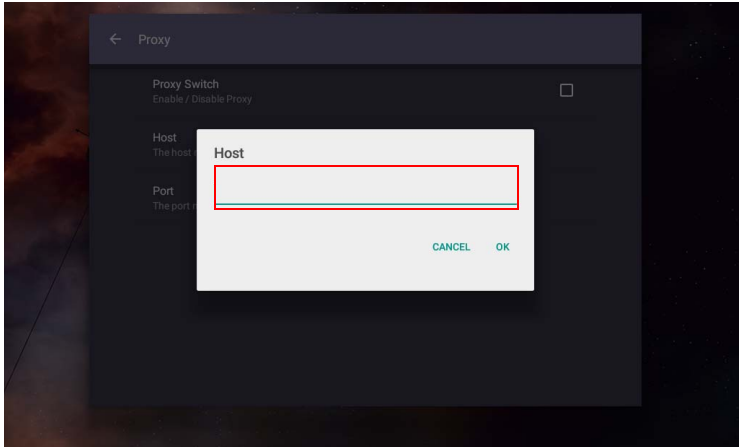 Proxy
Proxy Switch
Enable / Disable Proxy
Host
The host
Port
The port
Host
CANCEL OK